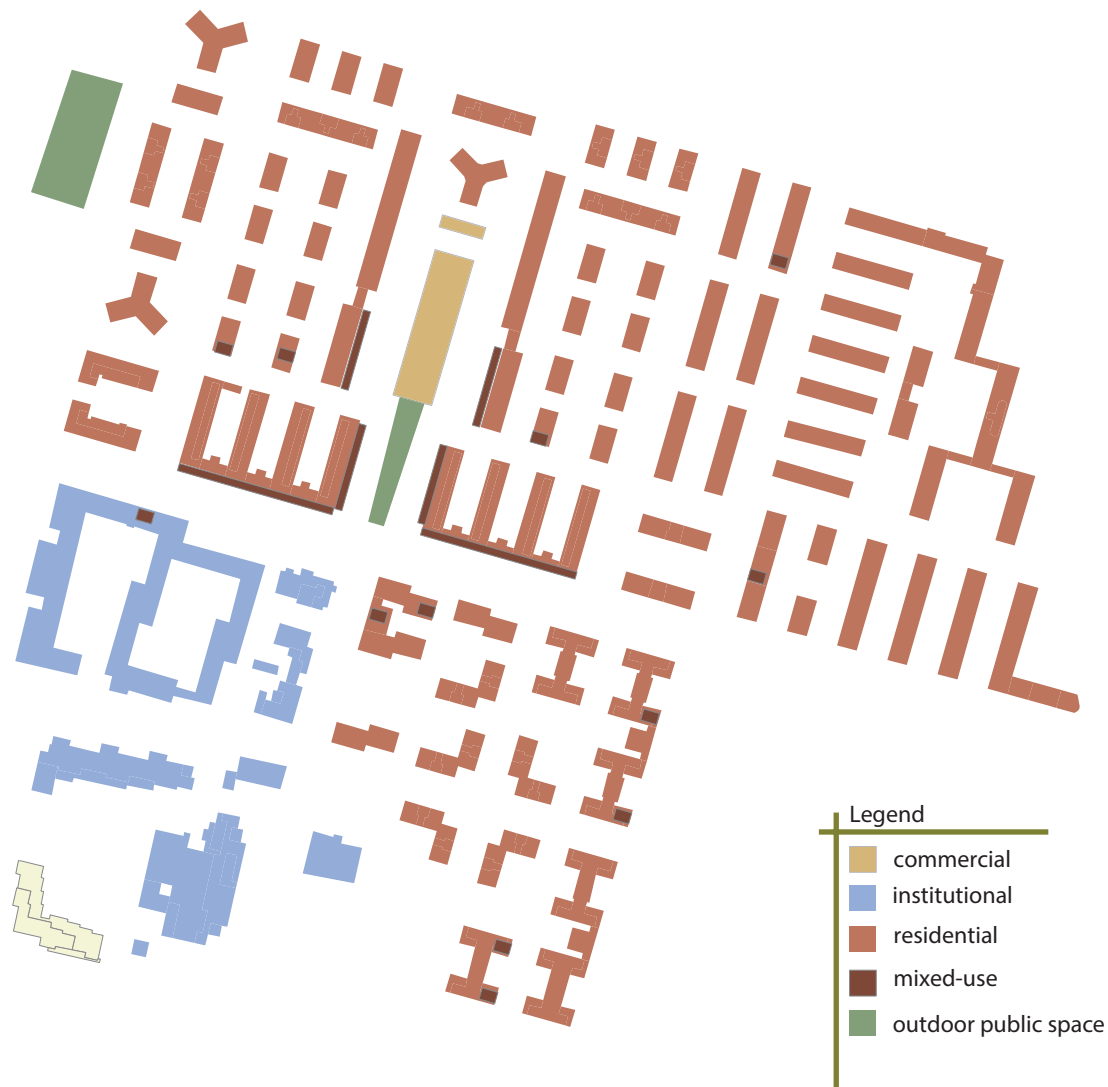 Legend
commercial
institutional
residential
mixed-use
outdoor public space